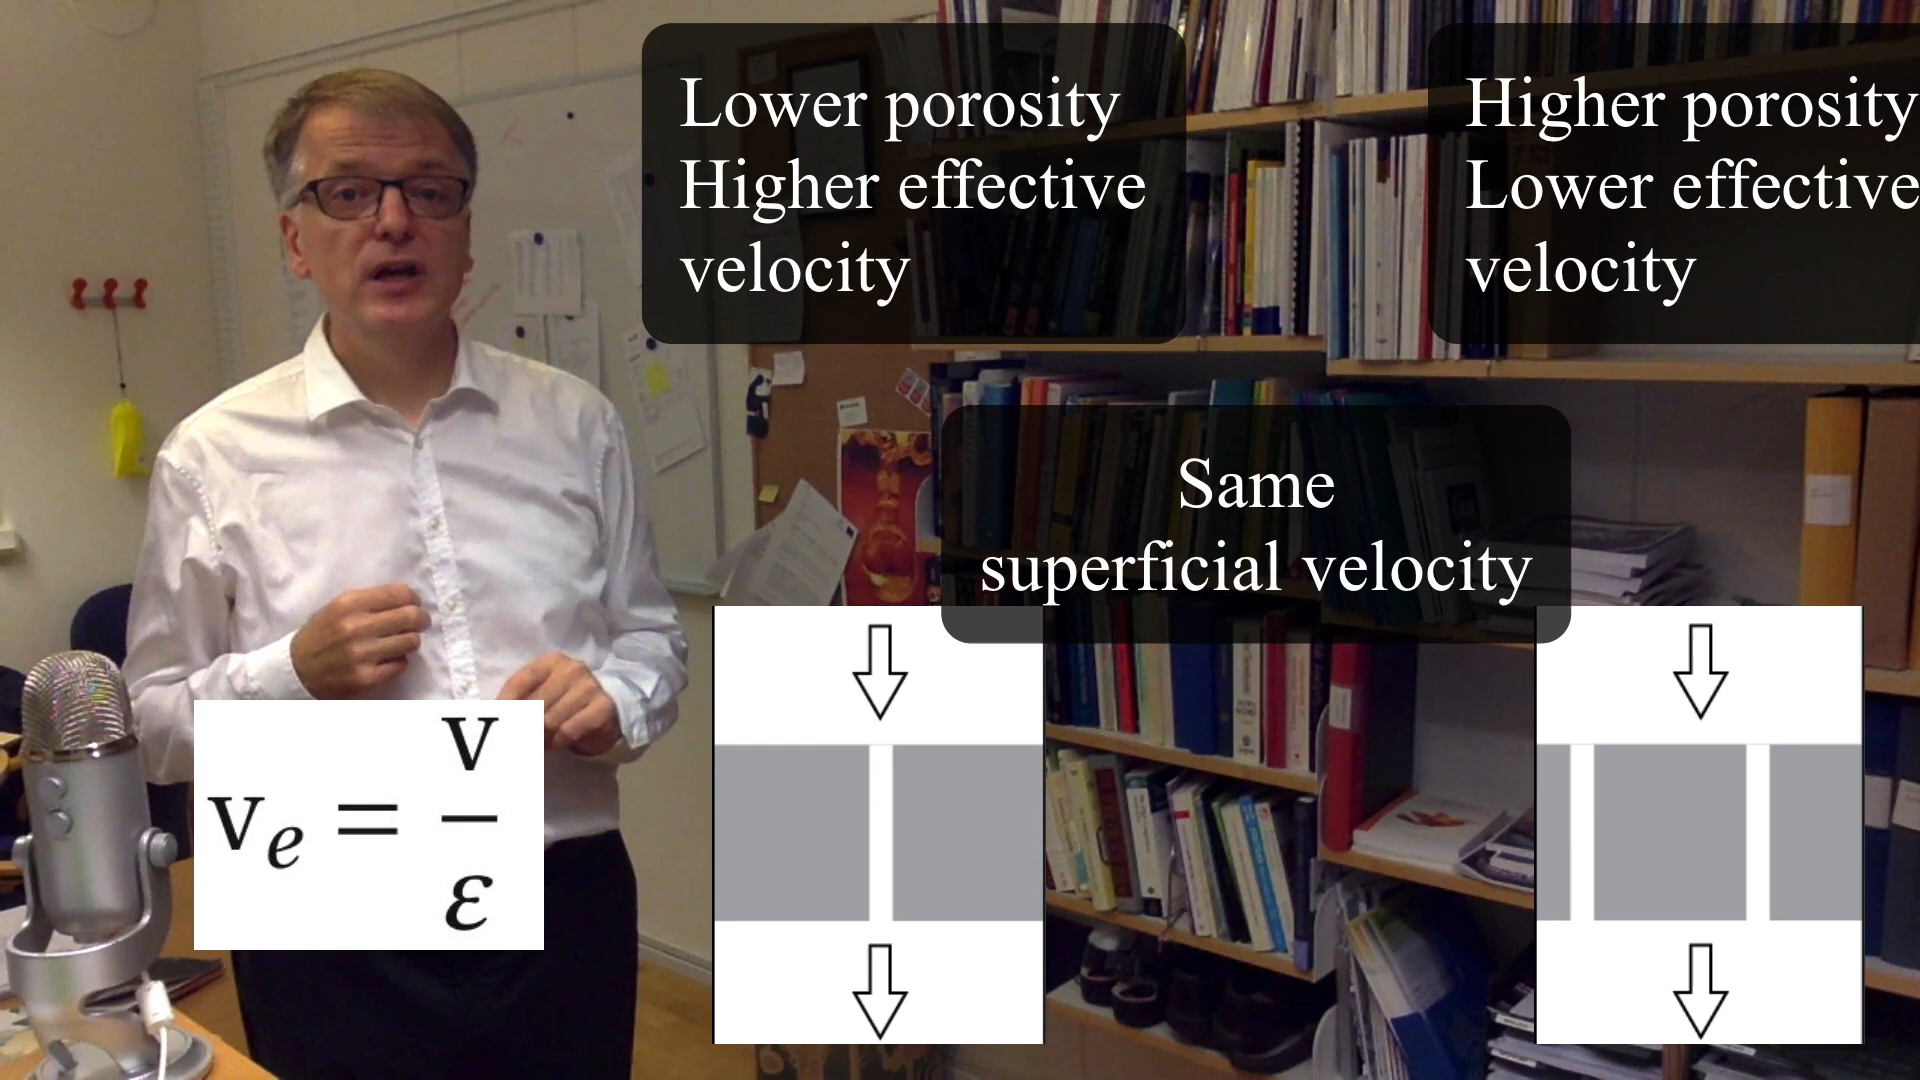 Lower porosity
Higher effective
velocity
Higher porosity
Lower effective
velocity
Same
superficial velocity
v_e = v/ε